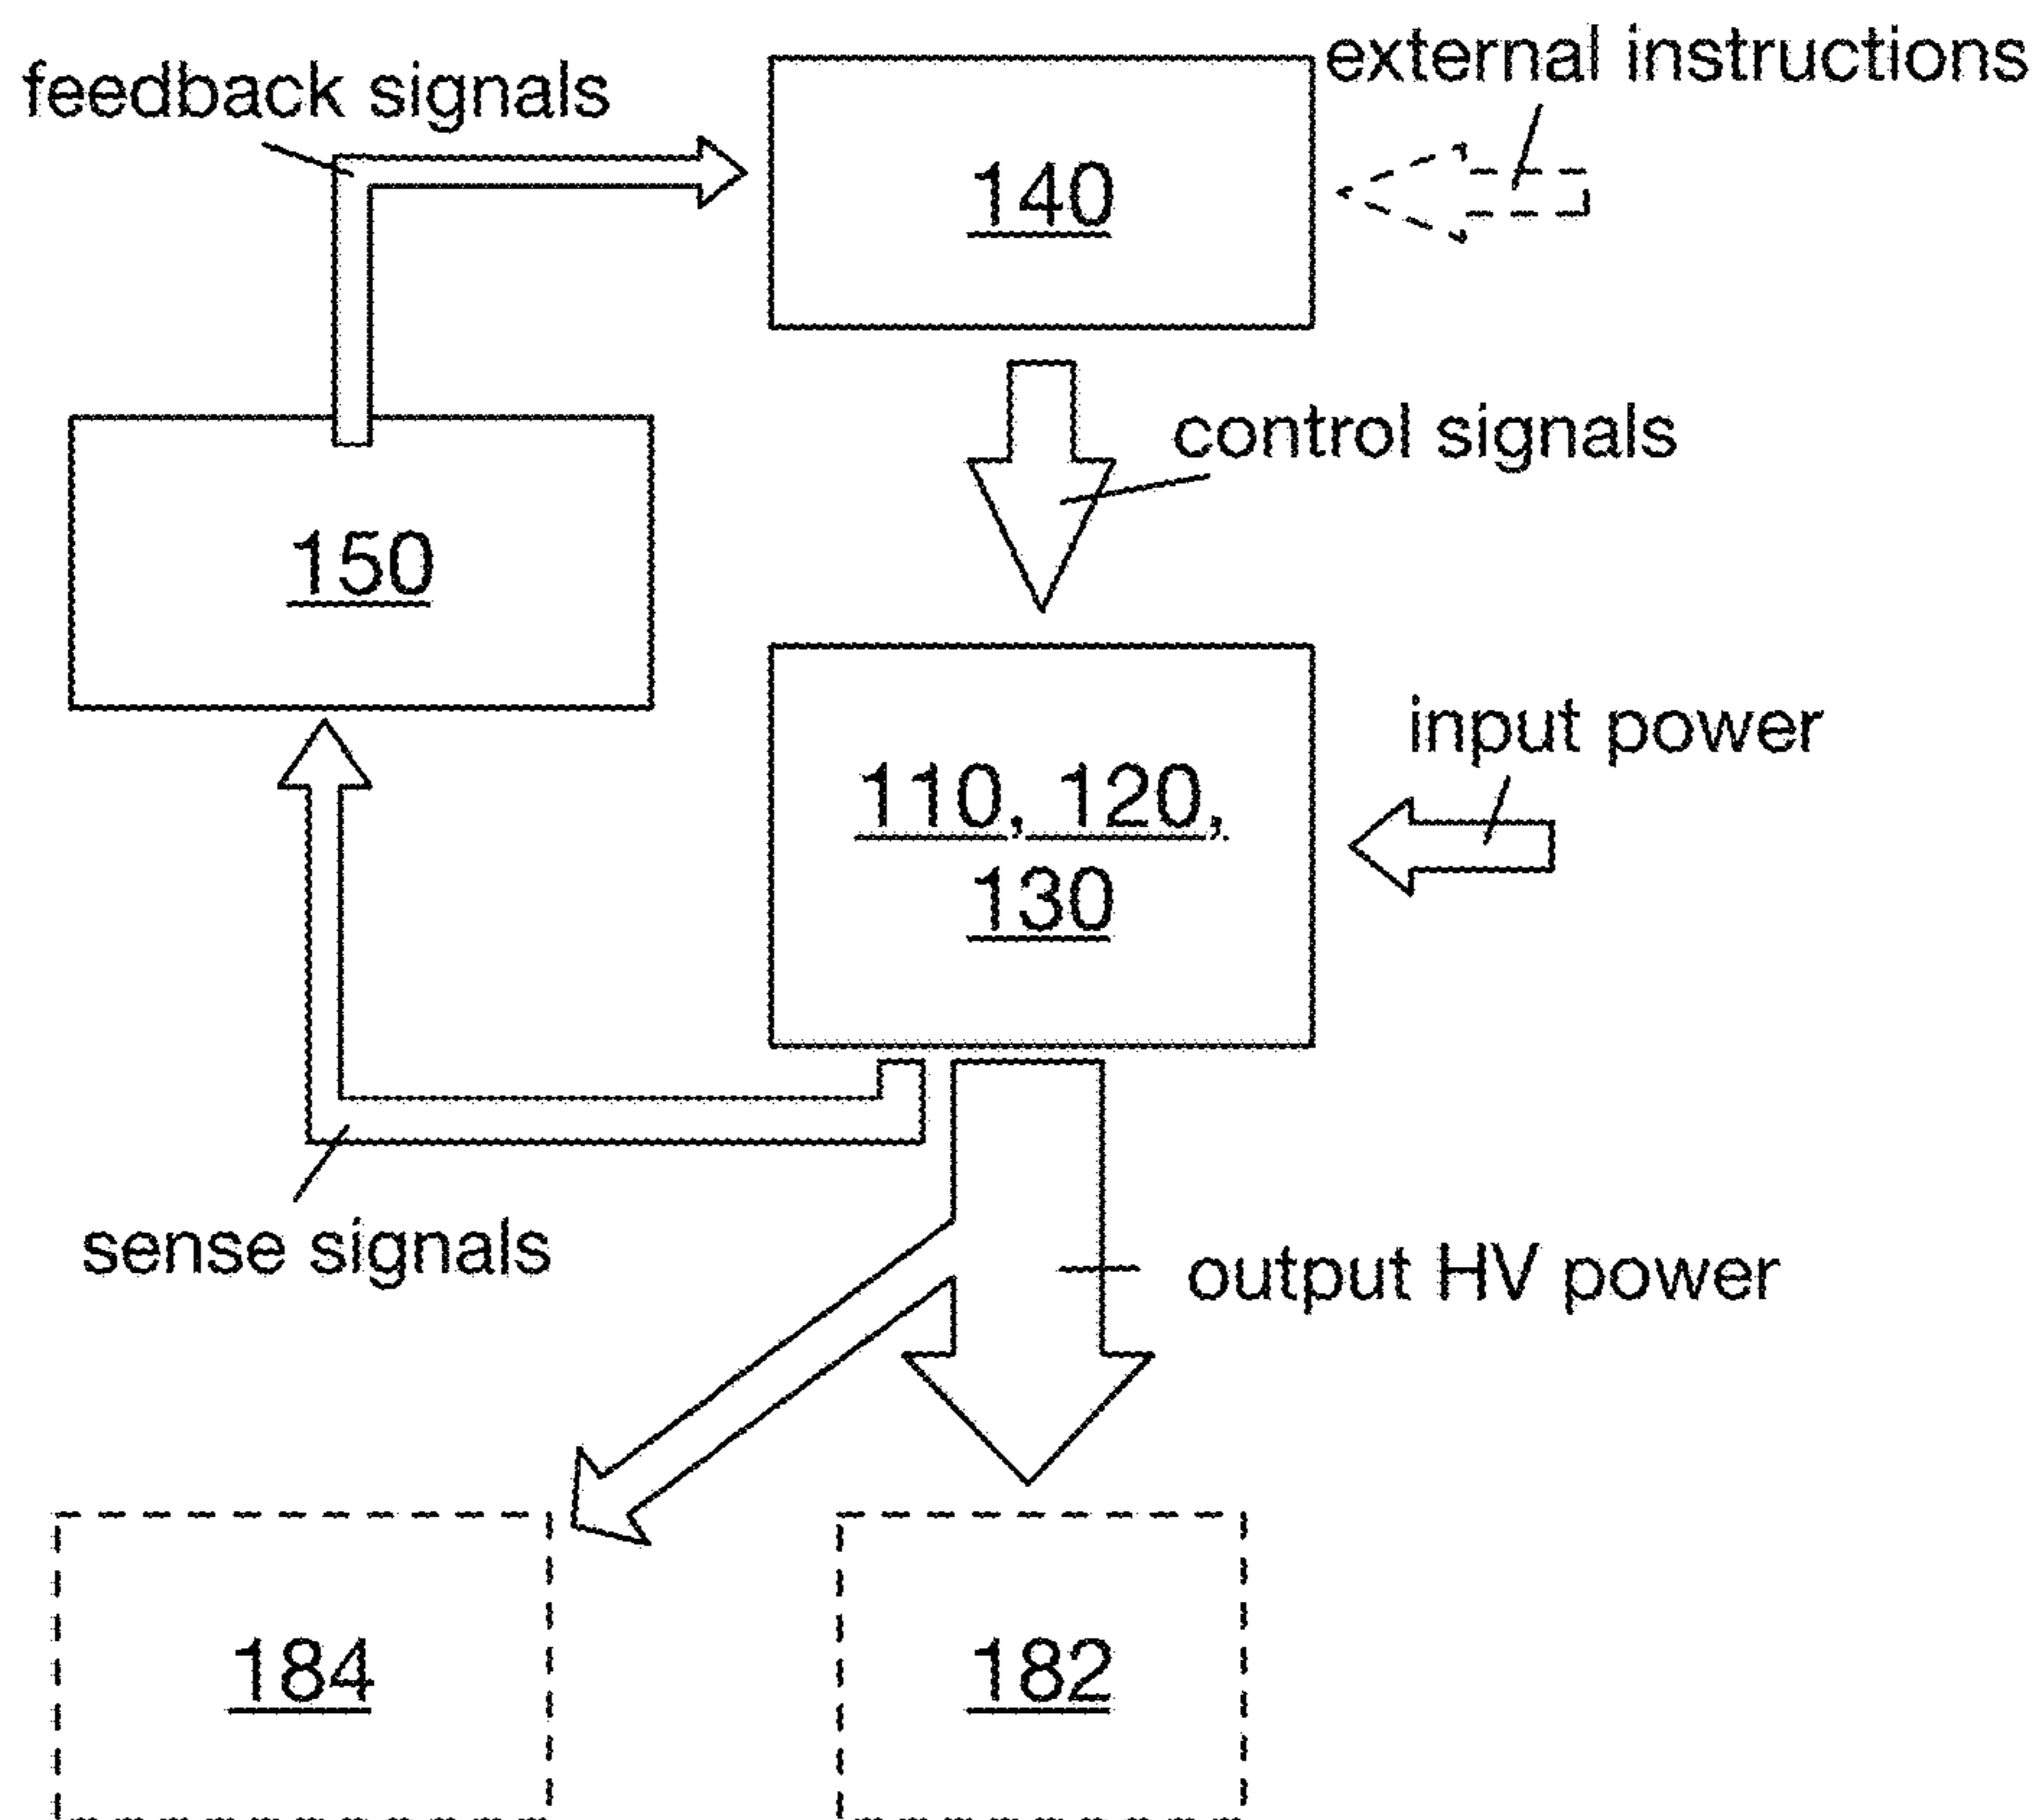 external instructions
feedback signals
140
control signals
150
input power
110, 120,
130
sense signals
output HV power
184
182